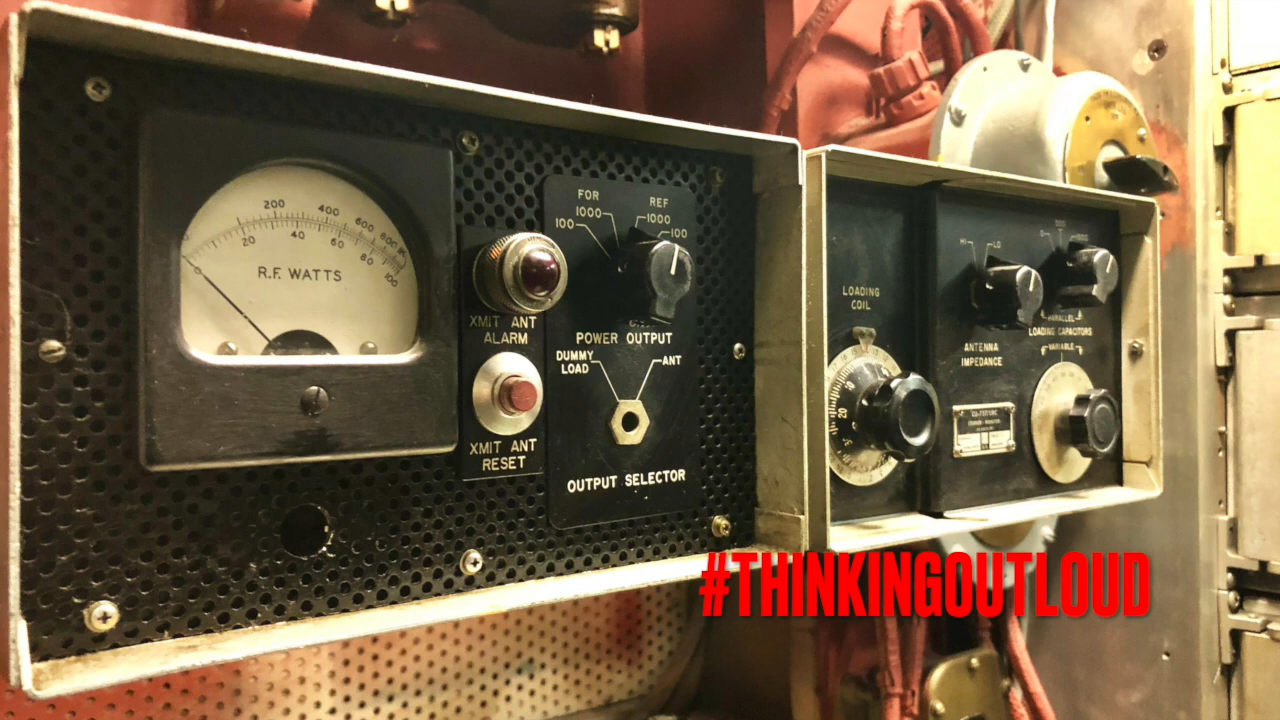 200 400 600 800
20 40 60 80 100
R.F. WATTS
XMIT ANT
ALARM
XMIT ANT
RESET
FOR REF
1000 1000
100 100
POWER OUTPUT
DUMMY
LOAD
ANT
OUTPUT SELECTOR
LOADING
COIL
HI LO
ANTENNA
IMPEDANCE
PARALLEL
LOADING CAPACITORS
VARIABLE
#THINKINGOUTLOUD